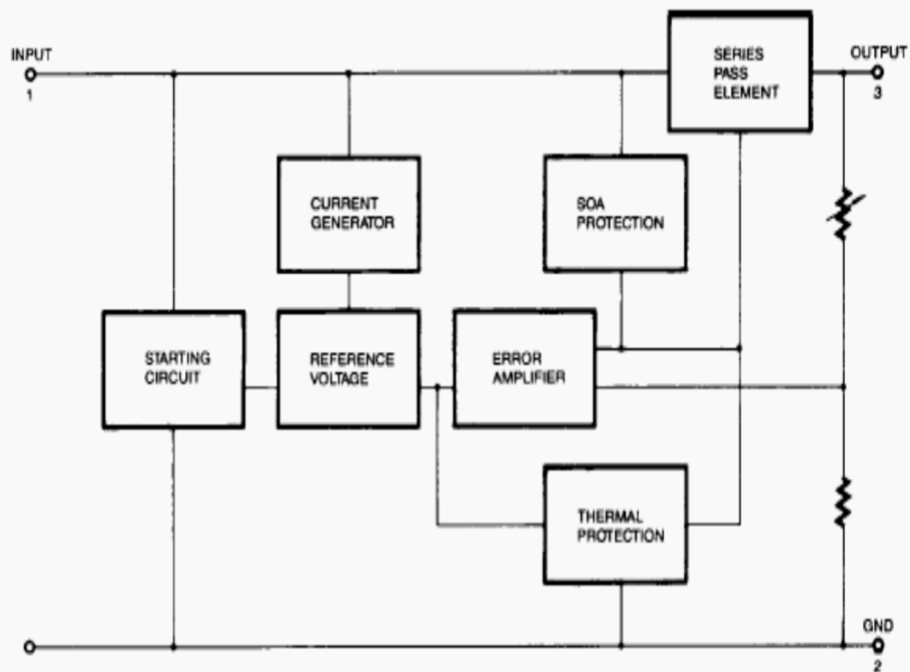 INPUT
1
SERIES
PASS
ELEMENT
OUTPUT
3
CURRENT
GENERATOR
SOA
PROTECTION
STARTING
CIRCUIT
REFERENCE
VOLTAGE
ERROR
AMPLIFIER
THERMAL
PROTECTION
GND
2